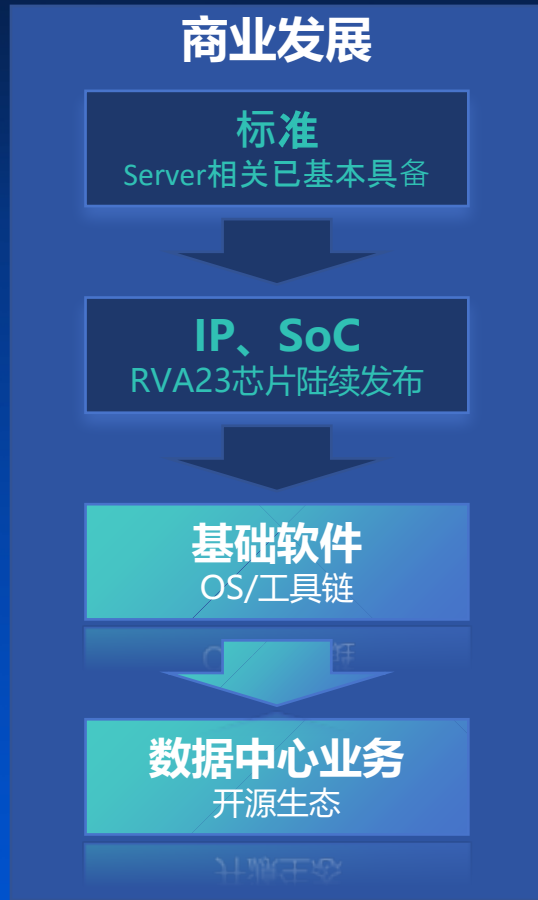 商业发展
标准
Server相关已基本具备
IP、SoC
RVA23芯片陆续发布
基础软件
OS/工具链
数据中心业务
开源生态